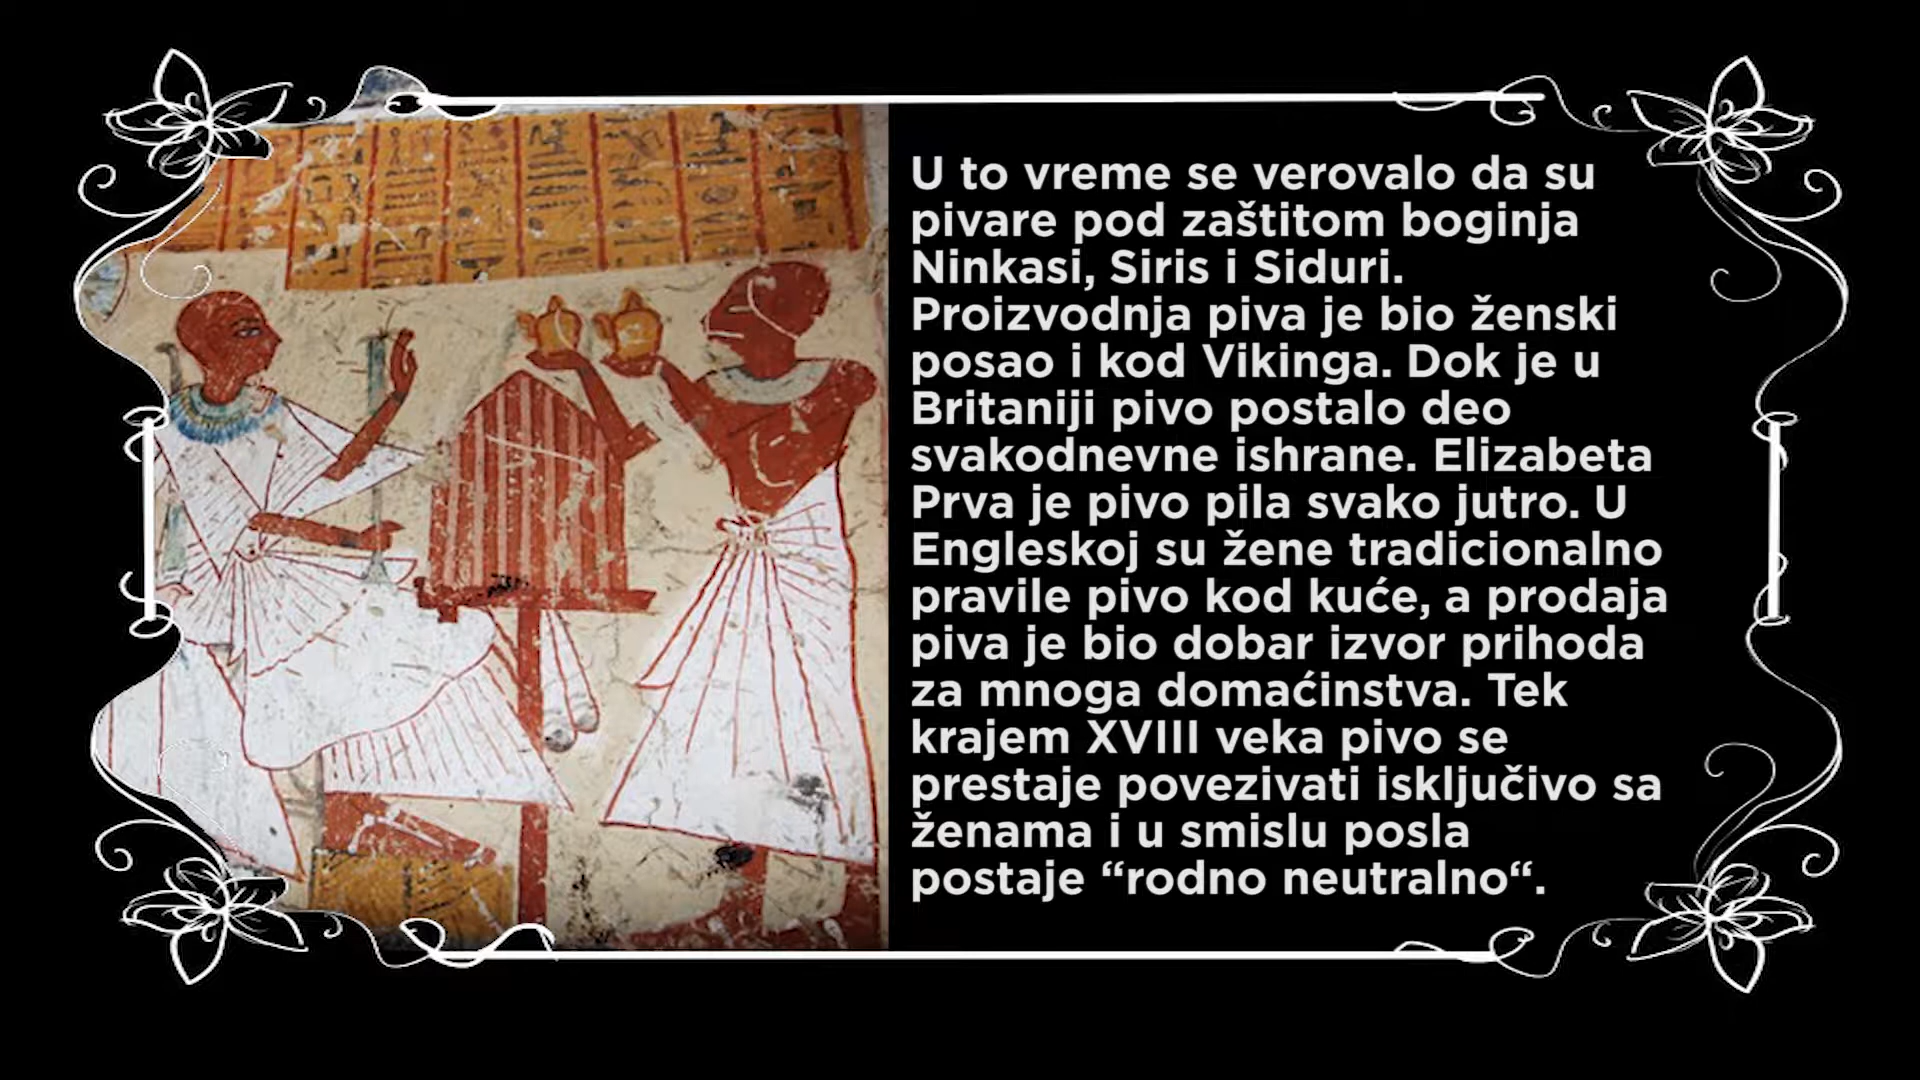 U to vreme se verovalo da su
pivare pod zaštitom boginja
Ninkasi, Siris i Siduri.
Proizvodnja piva je bio ženski
posao i kod Vikinga. Dok je u
Britaniji pivo postalo deo
svakodnevne ishrane. Elizabeta
Prva je pivo pila svako jutro. U
Engleskoj su žene tradicionalno
pravile pivo kod kuće, a prodaja
piva je bio dobar izvor prihoda
za mnoga domaćinstva. Tek
krajem XVIII veka pivo se
prestaje povezivati isključivo sa
ženama i u smislu posla
postaje “rodno neutralno“.